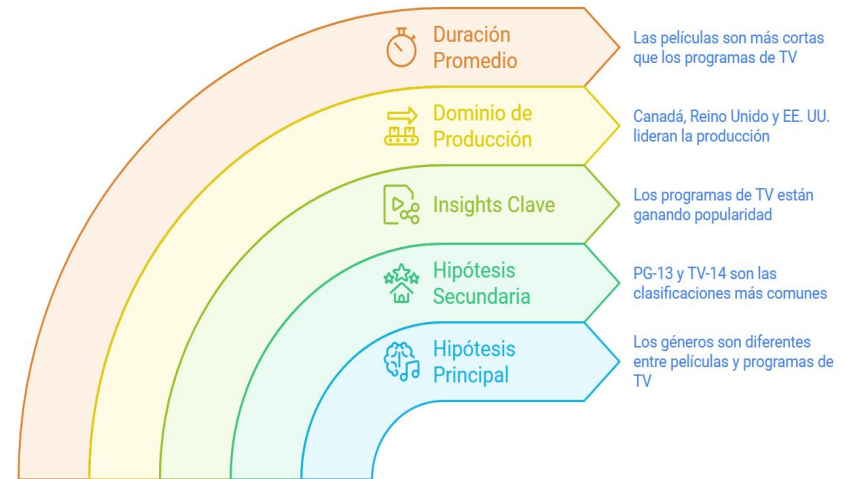 Duración
Promedio
Las películas son más cortas
que los programas de TV
Dominio de
Producción
Canadá, Reino Unido y EE. UU.
lideran la producción
Insights Clave
Los programas de TV están
ganando popularidad
Hipótesis
Secundaria
PG-13 y TV-14 son las
clasificaciones más comunes
Hipótesis
Principal
Los géneros son diferentes
entre películas y programas de
TV